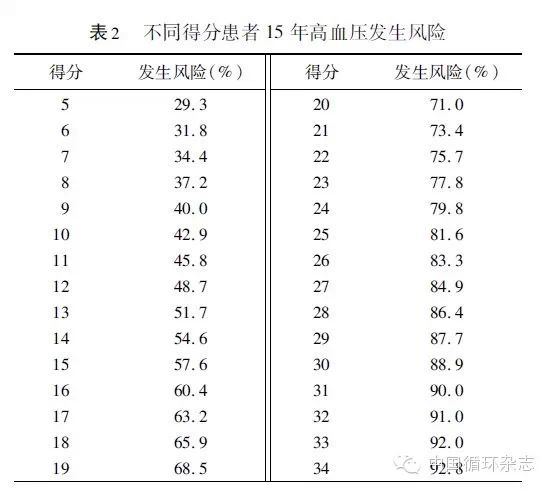 表2 不同得分患者15年高血压发生风险
得分 发生风险(%) 得分 发生风险(%)
5 29.3 20 71.0
6 31.8 21 73.4
7 34.4 22 75.7
8 37.2 23 77.8
9 40.0 24 79.8
10 42.9 25 81.6
11 45.8 26 83.3
12 48.7 27 84.9
13 51.7 28 86.4
14 54.6 29 87.7
15 57.6 30 88.9
16 60.4 31 90.0
17 63.2 32 91.0
18 65.9 33 92.0
19 68.5 34 92.8
中国循环杂志